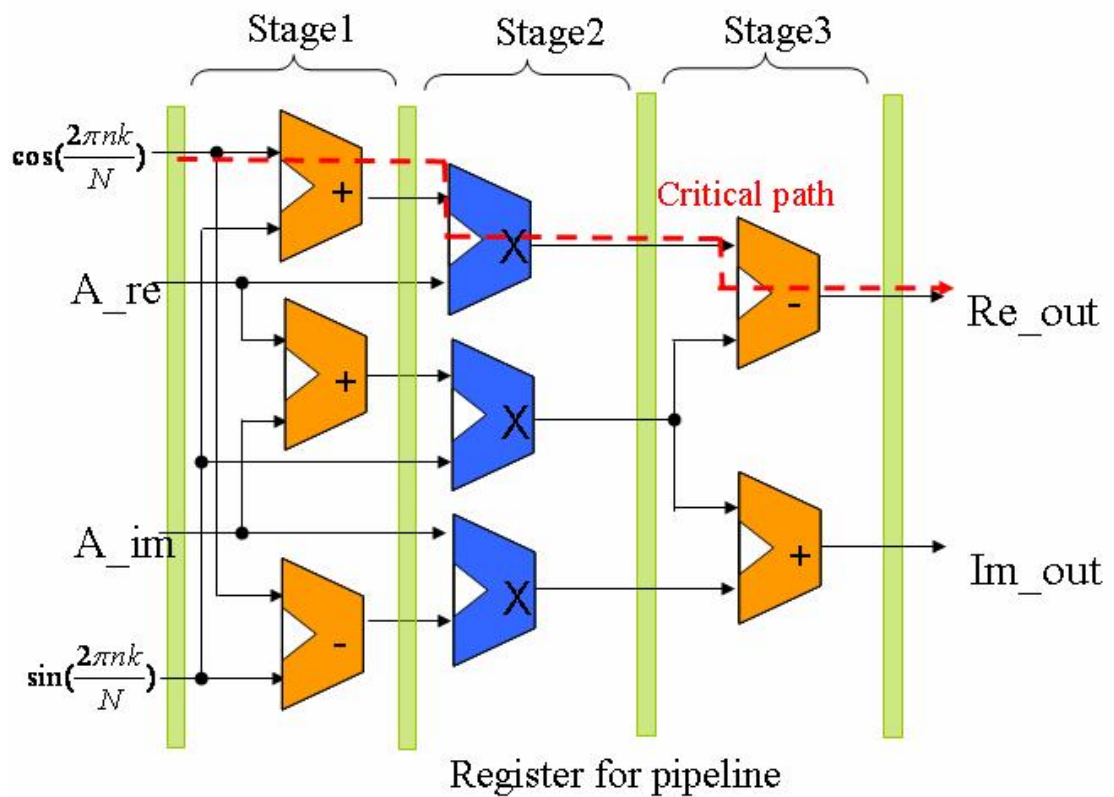 Stage1
Stage2
Stage3
cos(2πnk/N)
+
X
Critical path
A_re
-
Re_out
+
X
A_im
+
X
Im_out
-
sin(2πnk/N)
Register for pipeline